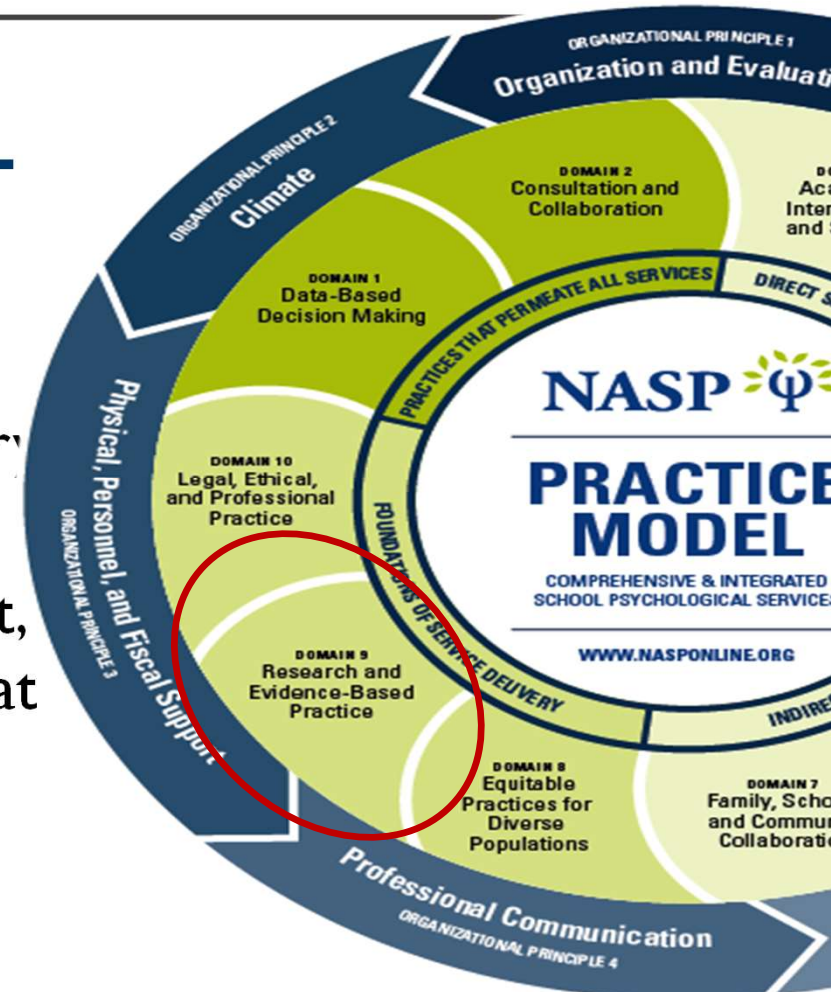 ORGANIZATIONAL PRINCIPLE 1
Organization and Evaluati
ORGANIZATIONAL PRINCIPLE 2
Climate
DOMAIN 2
Consultation and
Collaboration
DOMAIN 1
Data-Based
Decision Making
PRACTICES THAT PERMEATE ALL SERVICES
DIRECT S
NASP
PRACTICE
MODEL
COMPREHENSIVE & INTEGRATED
SCHOOL PSYCHOLOGICAL SERVICES
WWW.NASPONLINE.ORG
Physical, Personnel, and Fiscal Support
ORGANIZATIONAL PRINCIPLE 3
DOMAIN 10
Legal, Ethical,
and Professional
Practice
FOUNDATIONS OF SERVICE DELIVERY
t,
at
DOMAIN 9
Research and
Evidence-Based
Practice
INDIRE
DOMAIN 8
Equitable
Practices for
Diverse
Populations
DOMAIN 7
Family, Scho
and Commun
Collaborati
Professional Communication
ORGANIZATIONAL PRINCIPLE 4